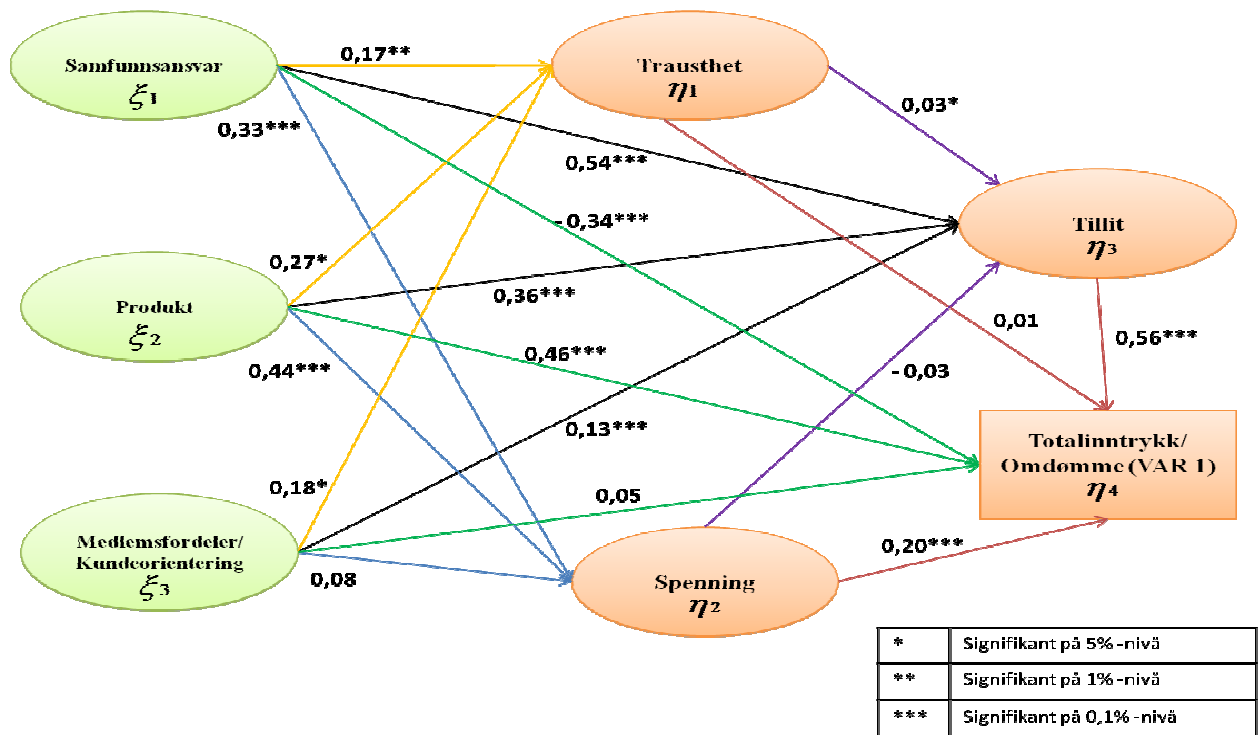 Samfunnsansvar
ξ1
0,17**
Trausthet
η1
0,03*
0,33***
0,54***
- 0,34***
Tillit
η3
0,27*
Produkt
ξ2
0,36***
0,01
0,56***
0,44***
0,46***
- 0,03
0,13***
Totalinntrykk/
Omdømme (VAR 1)
η4
0,18*
0,05
Medlemsfordeler/
Kundeorientering
ξ3
0,08
Spenning
η2
0,20***
* Signifikant på 5% -nivå
** Signifikant på 1% -nivå
*** Signifikant på 0,1% -nivå